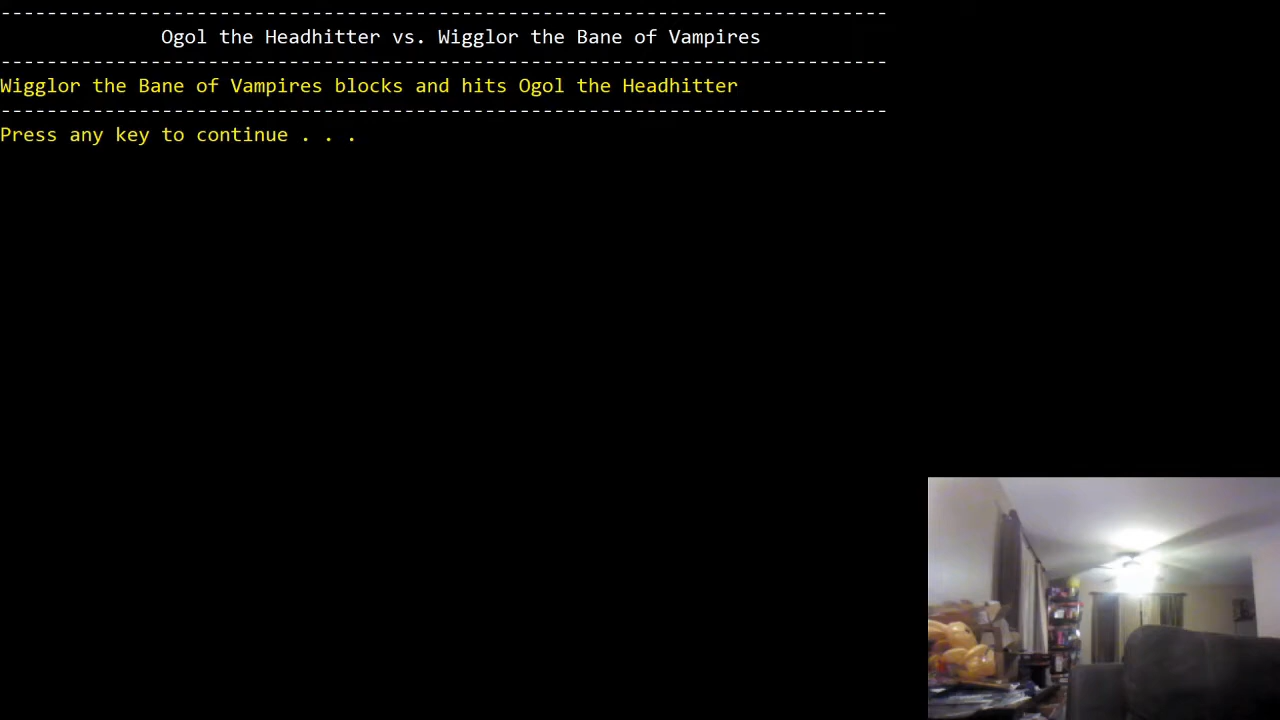 -----------------------------------------------------------------------------
Ogol the Headhitter vs. Wigglor the Bane of Vampires
-----------------------------------------------------------------------------
Wigglor the Bane of Vampires blocks and hits Ogol the Headhitter
-----------------------------------------------------------------------------
Press any key to continue . . .